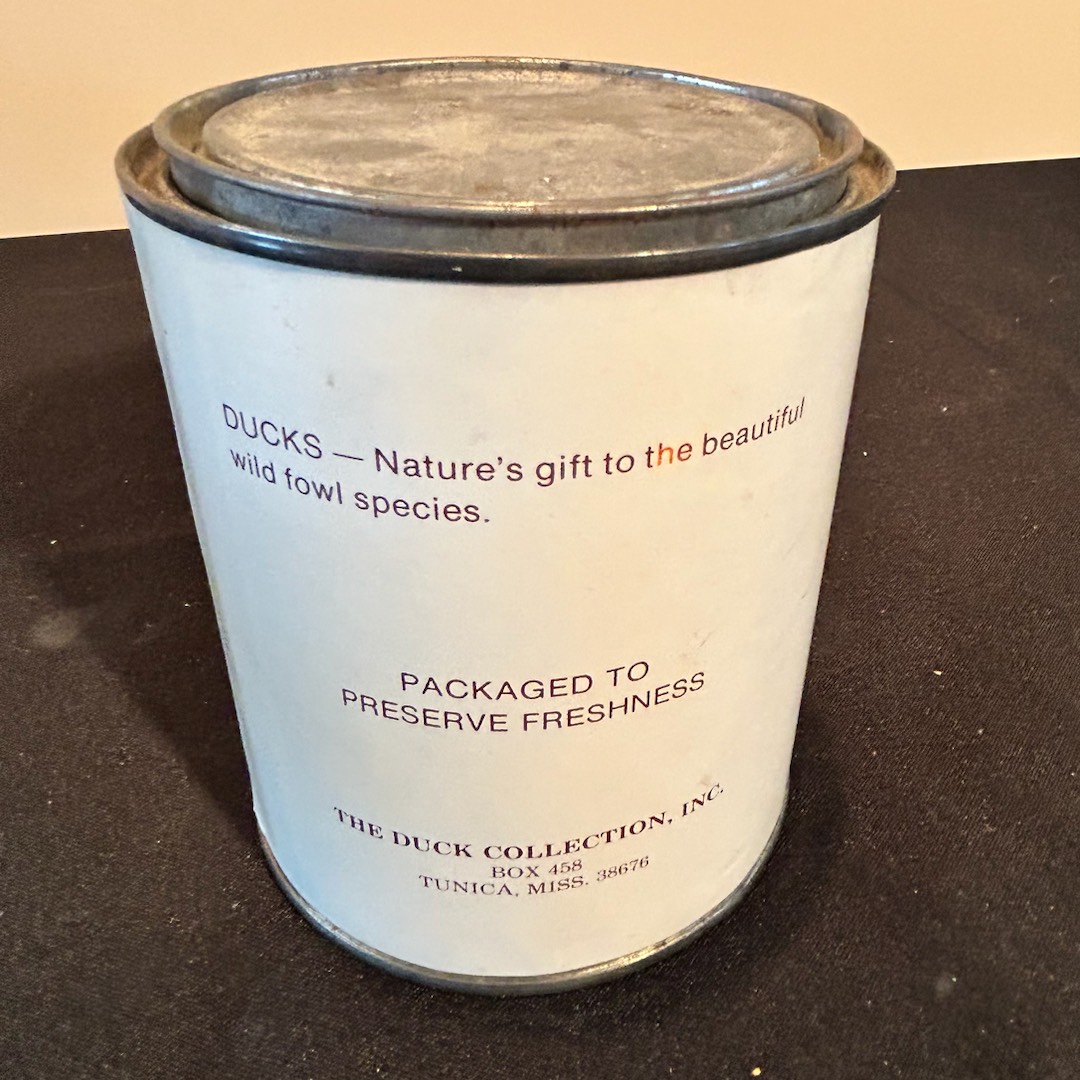 DUCKS — Nature's gift to the beautiful
wild fowl species.
PACKAGED TO
PRESERVE FRESHNESS
THE DUCK COLLECTION, INC.
BOX 458
TUNICA, MISS. 38676